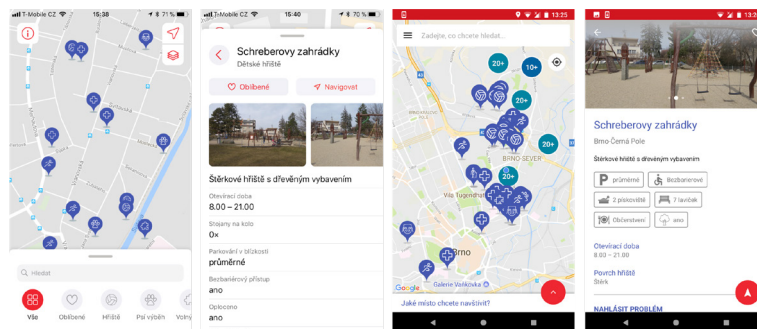 T-Mobile CZ 15:38 71 %
Hledat
Vše
Oblíbené
Hřiště
Psí výběh
T-Mobile CZ 15:40 70 %
Schreberovy zahrádky
Dětské hřiště
Oblíbené
Navigovat
Štěrkové hřiště s dřevěným vybavením
Otevírací doba
8.00 – 21.00
Stojany na kolo
0×
Parkování v blízkosti
průměrné
Bezbariérový přístup
ano
Oploceno
ano
13:25
Zadejte, co chcete hledat..
20+
10+
20+
20+
20+
BRNO-SEVER
Vila Tugendhat
Brno
Google
Galerie Vaňkovka
Jaké místo chcete navštívit?
Schreberovy zahrádky
Brno-Černá Pole
Štěrkové hřiště s dřevěným vybavením
průměrné
Bezbariérové
2 pískoviště
7 laviček
Občerstvení
ano
Otevírací doba
8.00 – 21.00
Povrch hřiště
Štěrk
NAHLÁSIT PROBLÉM